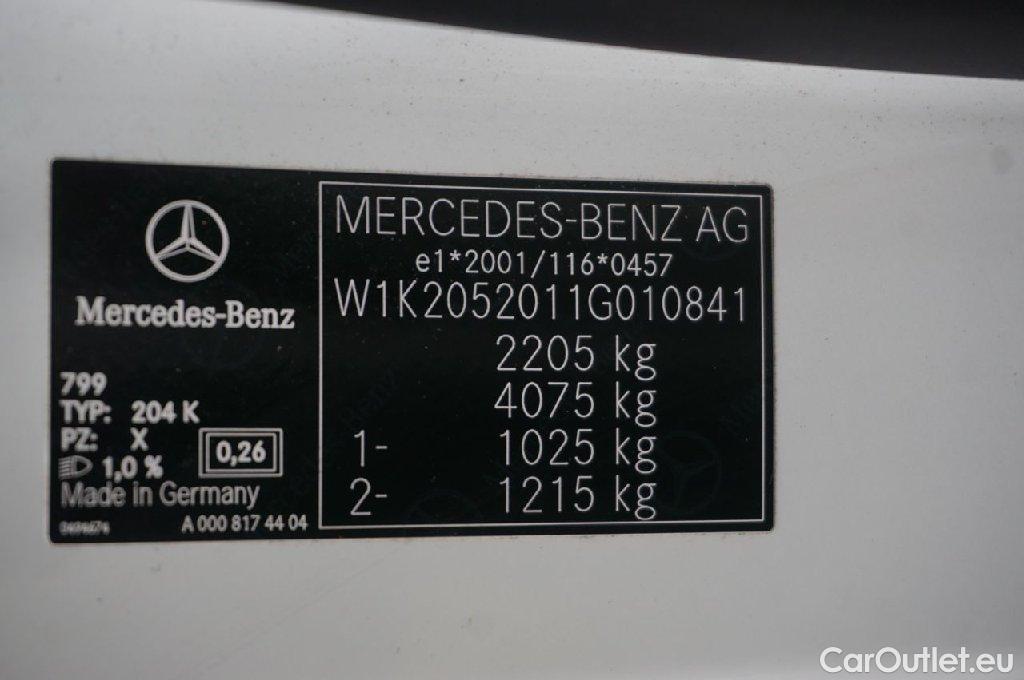 Mercedes-Benz
799
TYP: 204 K
PZ: X
1,0 %
0,26
Made in Germany
A 000 817 44 04
MERCEDES-BENZ AG
e1*2001/116*0457
W1K2052011G010841
2205 kg
4075 kg
1- 1025 kg
2- 1215 kg
CarOutlet.eu